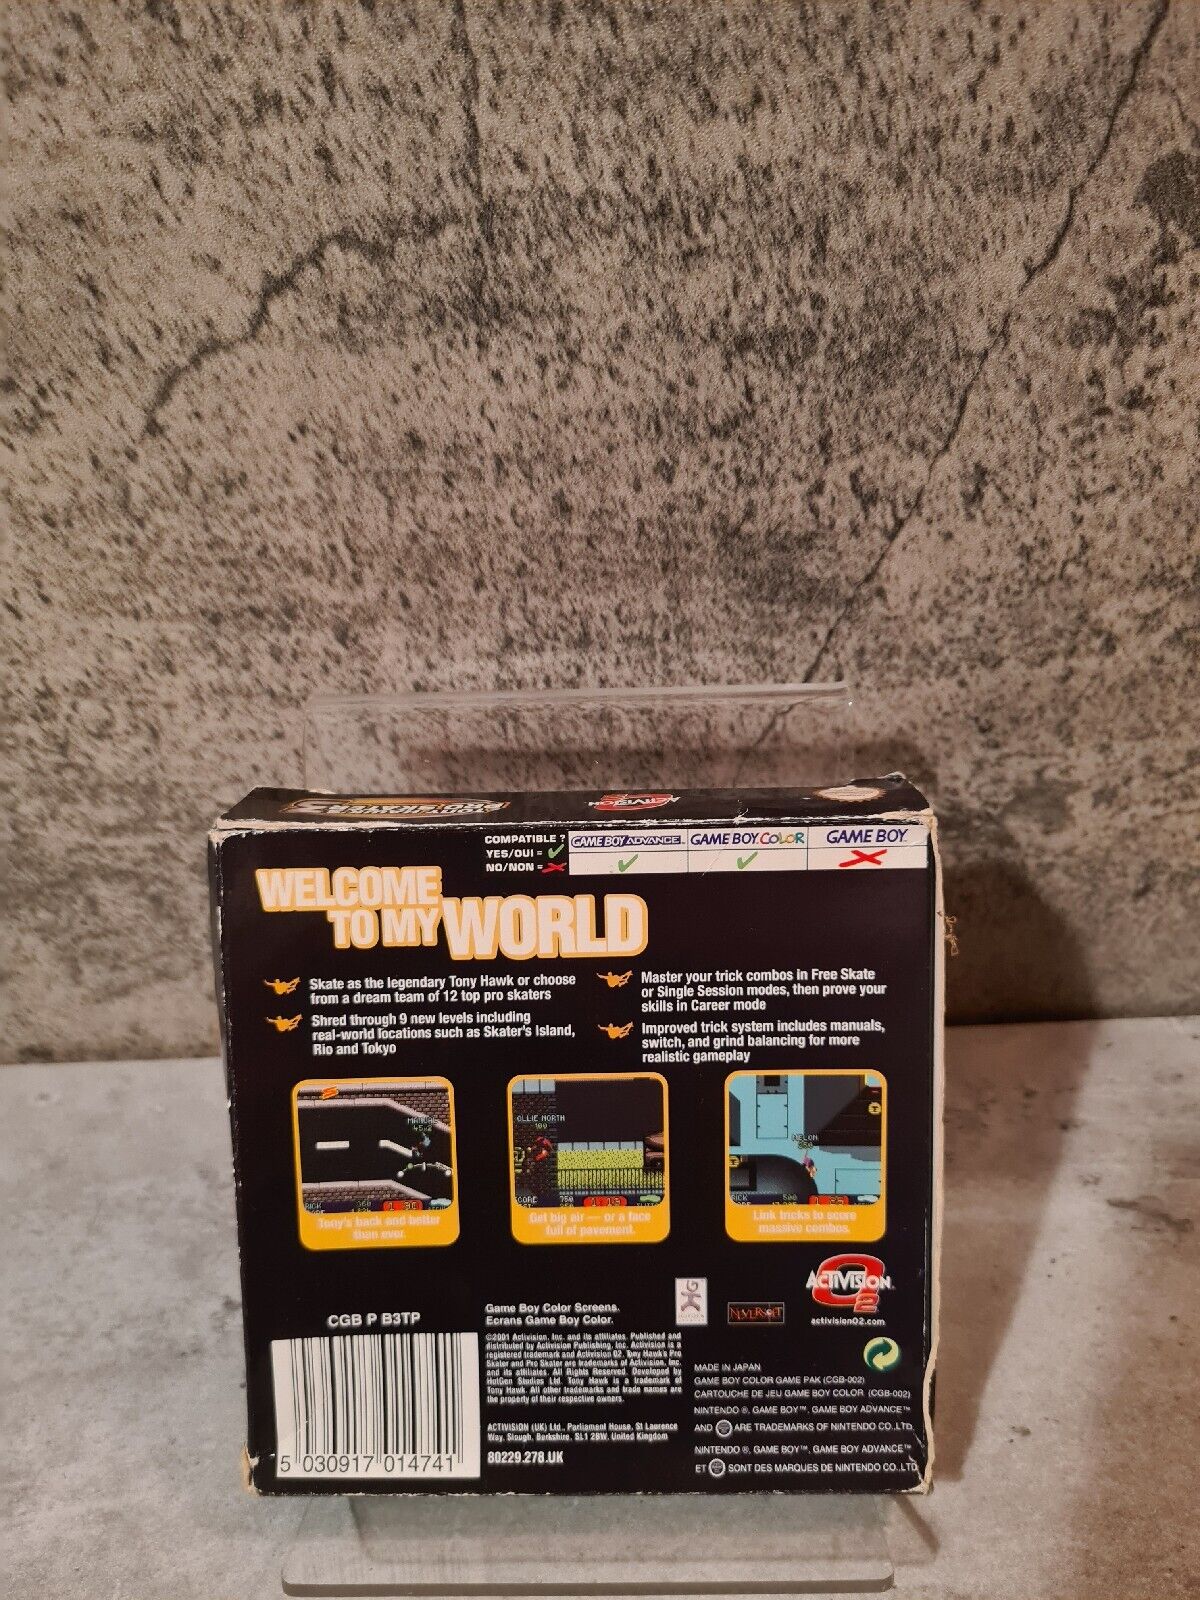 ACTIVISION
COMPATIBLE ?
YES/OUI =
NO/NON =
GAME BOY ADVANCE
GAME BOY COLOR
GAME BOY
WELCOME
TO MY WORLD
Skate as the legendary Tony Hawk or choose
from a dream team of 12 top pro skaters
Shred through 9 new levels including
real-world locations such as Skater's Island,
Rio and Tokyo
Master your trick combos in Free Skate
or Single Session modes, then prove your
skills in Career mode
Improved trick system includes manuals,
switch, and grind balancing for more
realistic gameplay
MANUAL
45x2
OLLIE NORTH
100
MELON
Tony's back and better
than ever.
Get big air — or a face
full of pavement.
Link tricks to score
massive combos.
CGB P B3TP
5 030917 014741
Game Boy Color Screens.
Ecrans Game Boy Color.
©2001 Activision, Inc. and its affiliates. Published and
distributed by Activision Publishing, Inc. Activision is a
registered trademark and Activision O2, Tony Hawk's Pro
Skater and Pro Skater are trademarks of Activision, Inc.
and its affiliates. All Rights Reserved. Developed by
HotGen Studios Ltd. Tony Hawk is a trademark of
Tony Hawk. All other trademarks and trade names are
the property of their respective owners.
ACTIVISION (UK) Ltd., Parliament House, St Laurence
Way, Slough, Berkshire, SL1 2BW, United Kingdom
80229.278.UK
NEVERSOFT
ACTIVISION
O2
activisionO2.com
MADE IN JAPAN
GAME BOY COLOR GAME PAK (CGB-002)
CARTOUCHE DE JEU GAME BOY COLOR (CGB-002)
NINTENDO ®, GAME BOY™, GAME BOY ADVANCE™
AND ARE TRADEMARKS OF NINTENDO CO., LTD.
NINTENDO ®, GAME BOY™, GAME BOY ADVANCE™
ET SONT DES MARQUES DE NINTENDO CO., LTD.